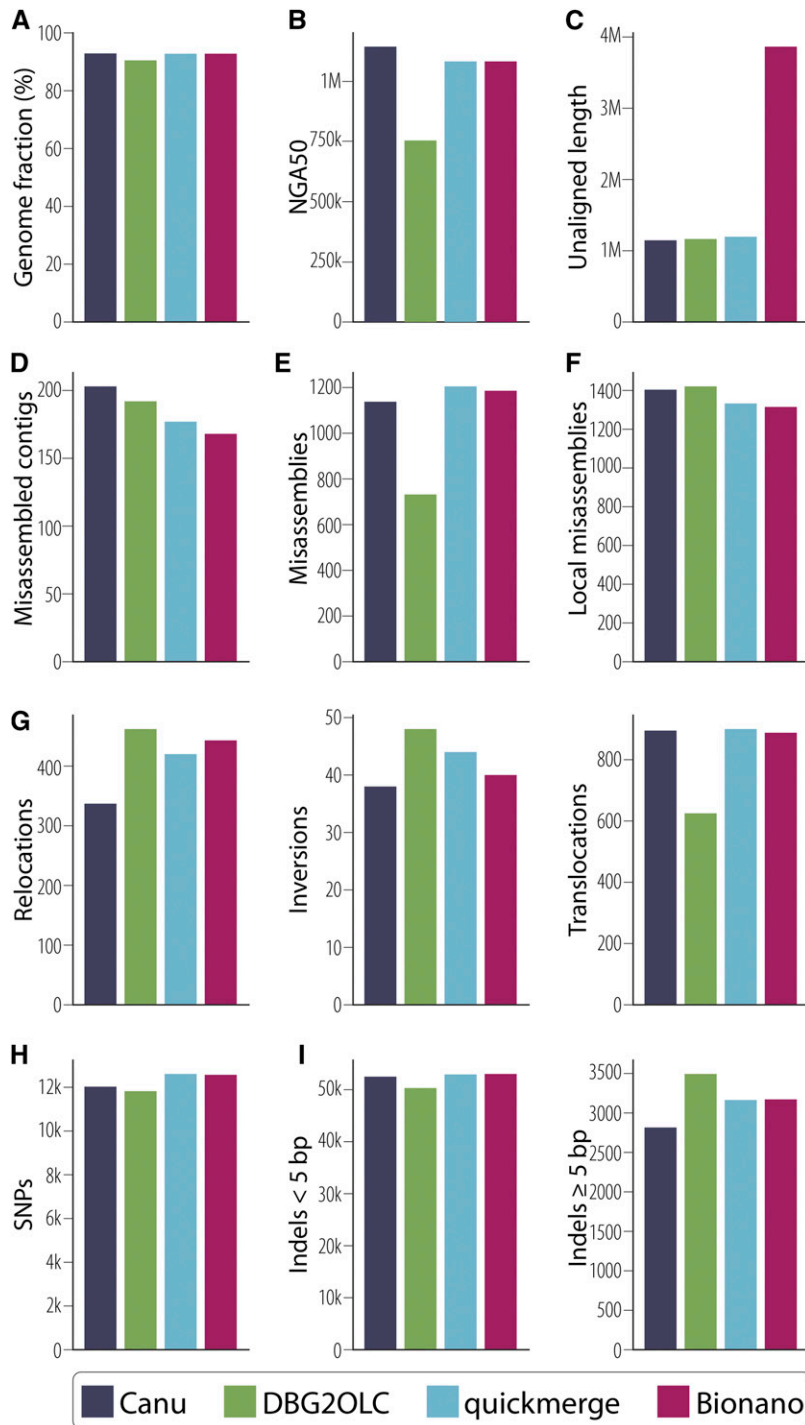 A
Genome fraction (%)
100
80
60
40
20
0
B
NGA50
1M
750k
500k
250k
0
C
Unaligned length
4M
3M
2M
1M
0
D
Misassembled contigs
200
150
100
50
0
E
Misassemblies
1200
1000
800
600
400
200
0
F
Local misassemblies
1400
1200
1000
800
600
400
200
0
G
Relocations
400
300
200
100
0
Inversions
50
40
30
20
10
0
Translocations
800
600
400
200
0
H
SNPs
12k
10k
8k
6k
4k
2k
0
I
Indels < 5 bp
50k
40k
30k
20k
10k
0
Indels ≥ 5 bp
3500
3000
2500
2000
1500
1000
500
0
Canu DBG2OLC quickmerge Bionano